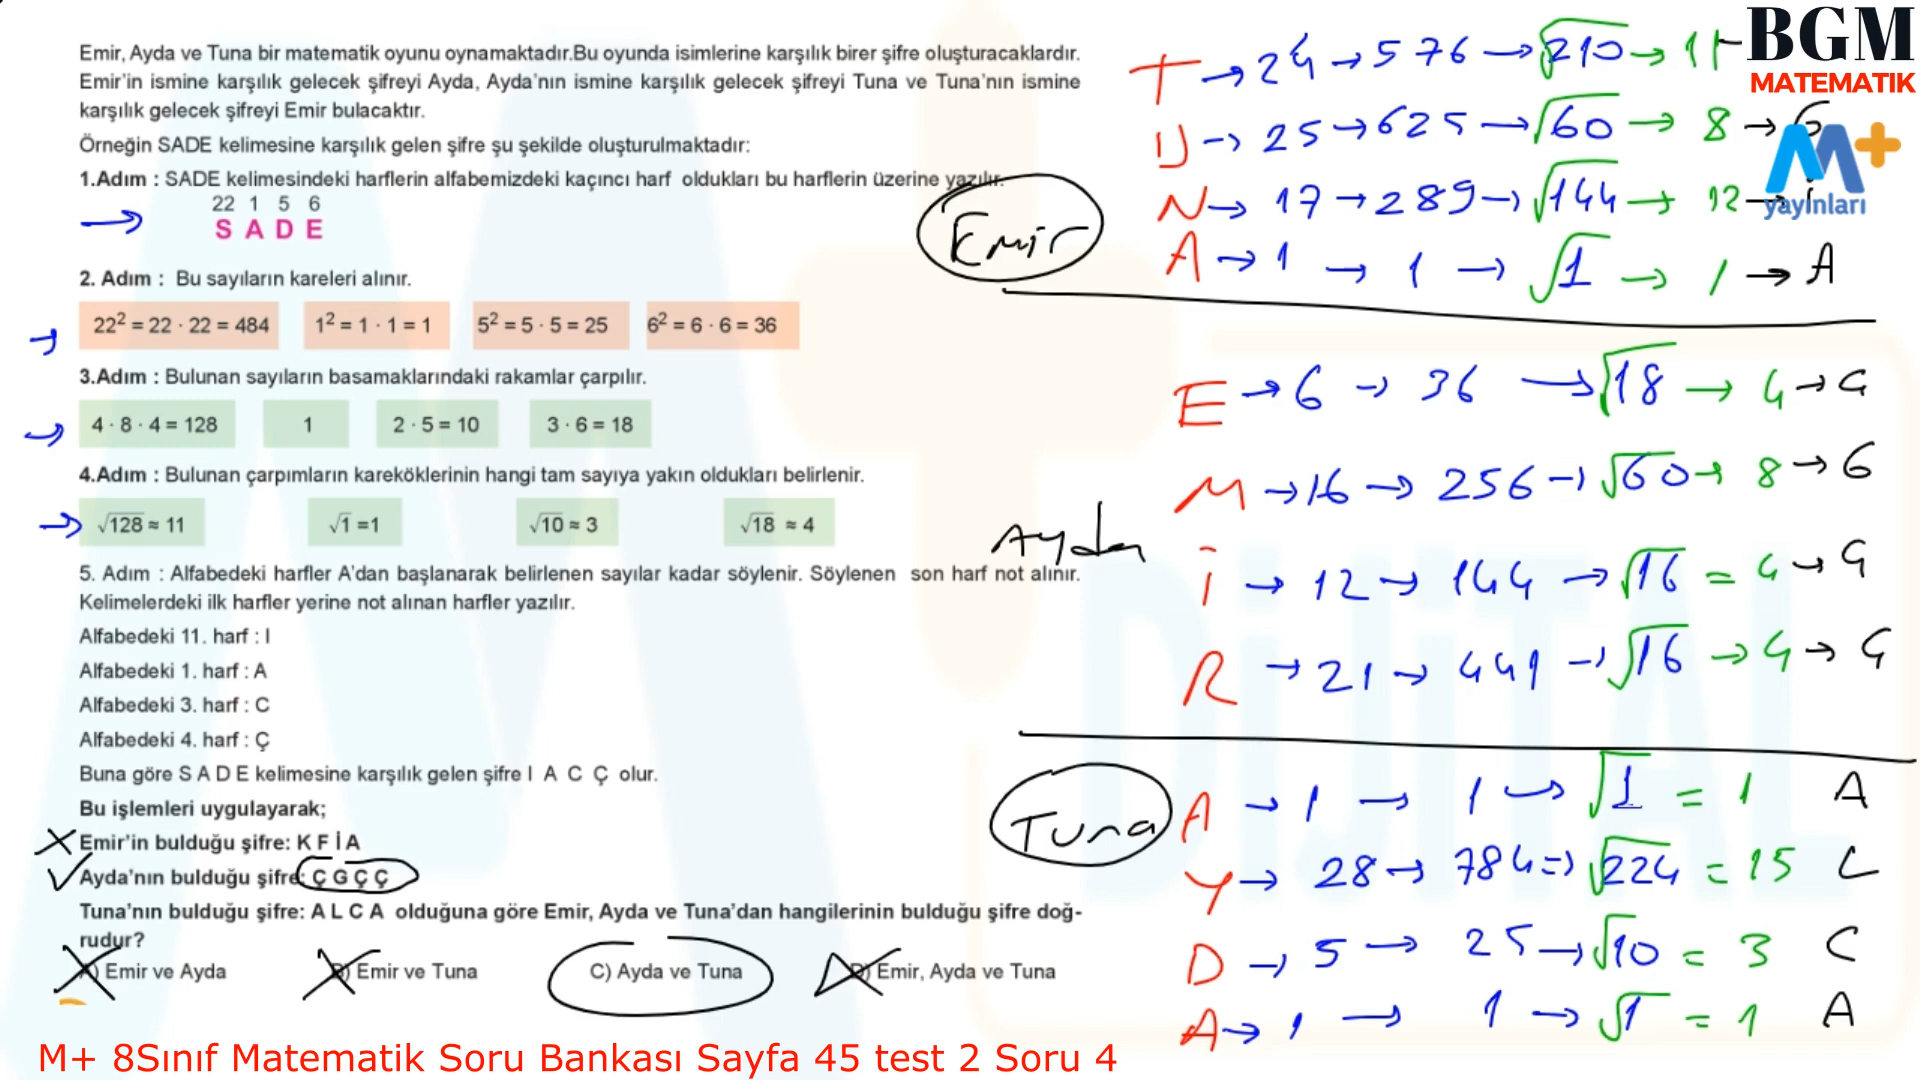 Emir, Ayda ve Tuna bir matematik oyunu oynamaktadır.Bu oyunda isimlerine karşılık birer şifre oluşturacaklardır.
Emir'in ismine karşılık gelecek şifreyi Ayda, Ayda'nın ismine karşılık gelecek şifreyi Tuna ve Tuna'nın ismine
karşılık gelecek şifreyi Emir bulacaktır.
Örneğin SADE kelimesine karşılık gelen şifre şu şekilde oluşturulmaktadır:
1.Adım : SADE kelimesindeki harflerin alfabemizdeki kaçıncı harf oldukları bu harflerin üzerine yazılır.
→ 22 1 5 6
S A D E
2. Adım : Bu sayıların kareleri alınır.
→ 22² = 22 · 22 = 484 1² = 1 · 1 = 1 5² = 5 · 5 = 25 6² = 6 · 6 = 36
3.Adım : Bulunan sayıların basamaklarındaki rakamlar çarpılır.
→ 4 · 8 · 4 = 128 1 2 · 5 = 10 3 · 6 = 18
4.Adım : Bulunan çarpımların kareköklerinin hangi tam sayıya yakın oldukları belirlenir.
→ √128 ≈ 11 √1 =1 √10 ≈ 3 √18 ≈ 4
5. Adım : Alfabedeki harfler A'dan başlanarak belirlenen sayılar kadar söylenir. Söylenen son harf not alınır.
Kelimelerdeki ilk harfler yerine not alınan harfler yazılır.
Alfabedeki 11. harf : I
Alfabedeki 1. harf : A
Alfabedeki 3. harf : C
Alfabedeki 4. harf : Ç
Buna göre S A D E kelimesine karşılık gelen şifre I A C Ç olur.
Bu işlemleri uygulayarak;
Emir'in bulduğu şifre: K F İ A
Ayda'nın bulduğu şifre: Ç G Ç Ç
Tuna'nın bulduğu şifre: A L C A olduğuna göre Emir, Ayda ve Tuna'dan hangilerinin bulduğu şifre doğ-
rudur?
A) Emir ve Ayda B) Emir ve Tuna C) Ayda ve Tuna D) Emir, Ayda ve Tuna
M+ 8Sınıf Matematik Soru Bankası Sayfa 45 test 2 Soru 4
BGM
MATEMATIK
M+
yayınları
Emir
T → 24 → 576 → √210 → 11
U → 25 → 625 → √60 → 8 → G
N → 17 → 289 → √144 → 12 →
A → 1 → 1 → √1 → 1 → A
Ayda
E → 6 → 36 → √18 → 4 → Ç
M → 16 → 256 → √60 → 8 → G
İ → 12 → 144 → √16 = 4 → Ç
R → 21 → 441 → √16 → 4 → Ç
Tuna
A → 1 → 1 → √1 = 1 A
Y → 28 → 784 → √224 = 15 L
D → 5 → 25 → √10 = 3 C
A → 1 → 1 → √1 = 1 A
DİJİTAL